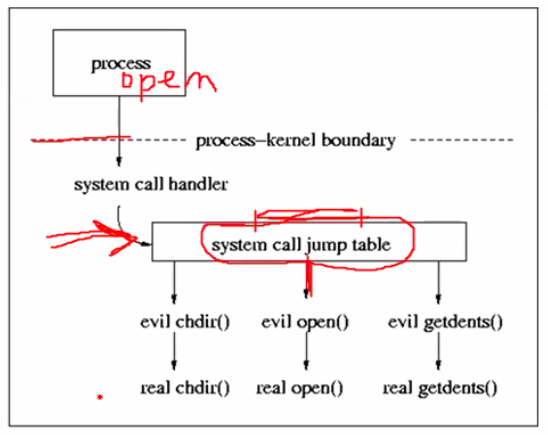 process
open
process–kernel boundary
system call handler
system call jump table
evil chdir() evil open() evil getdents()
real chdir() real open() real getdents()